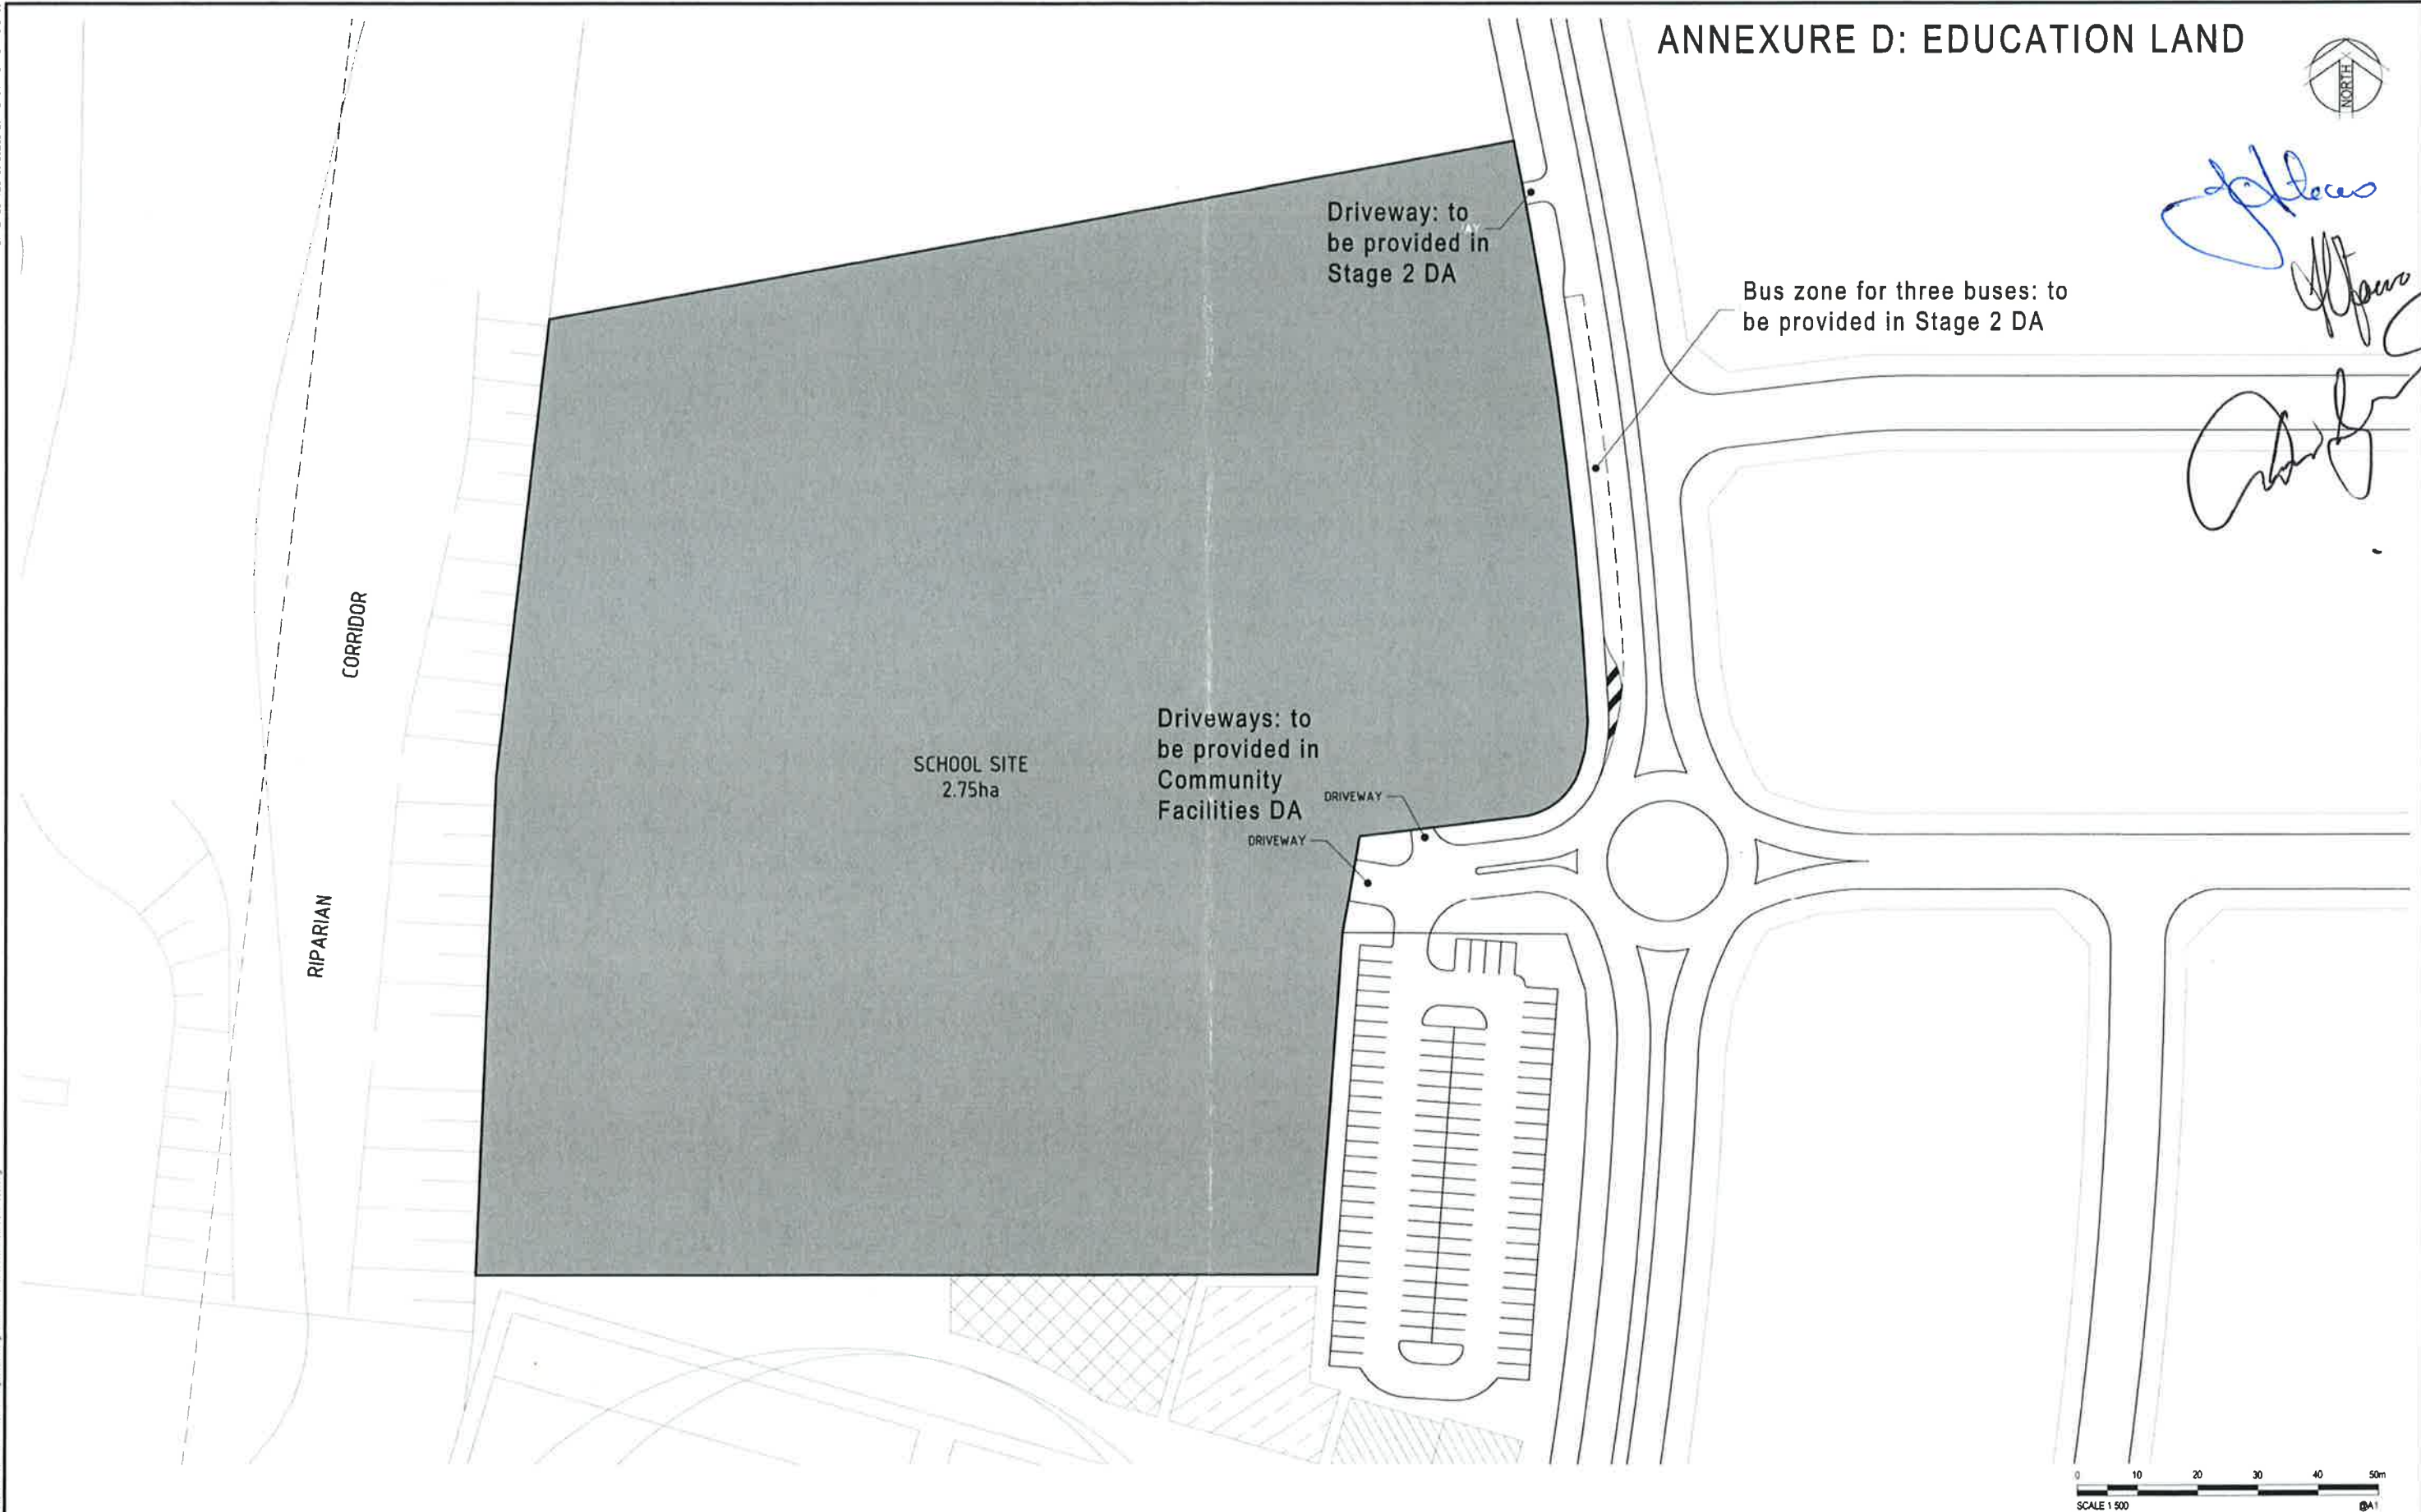 ANNEXURE D: EDUCATION LAND
NORTH
Driveway: to
be provided in
Stage 2 DA
Bus zone for three buses: to
be provided in Stage 2 DA
CORRIDOR
RIPARIAN
SCHOOL SITE
2.75ha
Driveways: to
be provided in
Community
Facilities DA
DRIVEWAY
DRIVEWAY
0 10 20 30 40 50m
SCALE 1 500 @A1